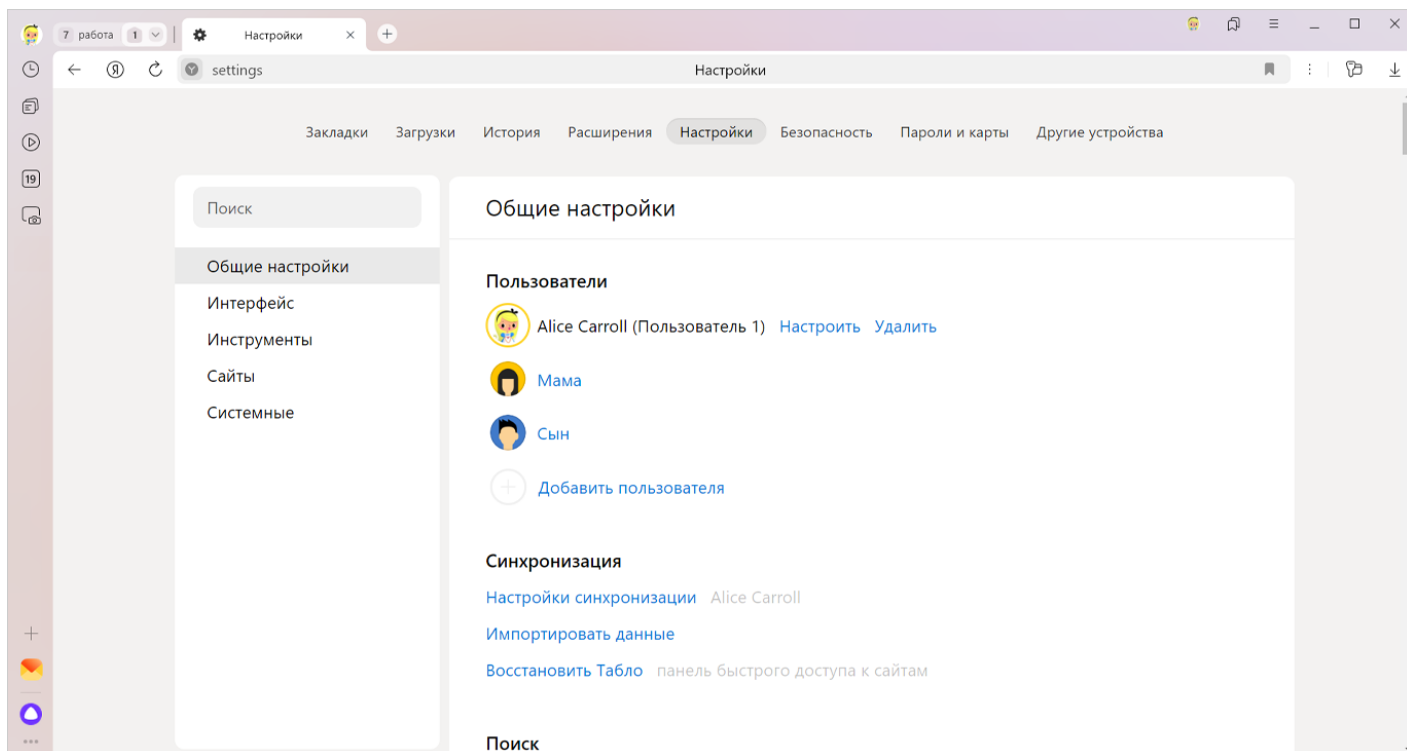 7 работа 1 Настройки
settings Настройки
Закладки Загрузки История Расширения Настройки Безопасность Пароли и карты Другие устройства
19
Поиск
Общие настройки
Интерфейс
Инструменты
Сайты
Системные
Общие настройки
Пользователи
Alice Carroll (Пользователь 1) Настроить Удалить
Мама
Сын
Добавить пользователя
Синхронизация
Настройки синхронизации Alice Carroll
Импортировать данные
Восстановить Табло панель быстрого доступа к сайтам
Поиск